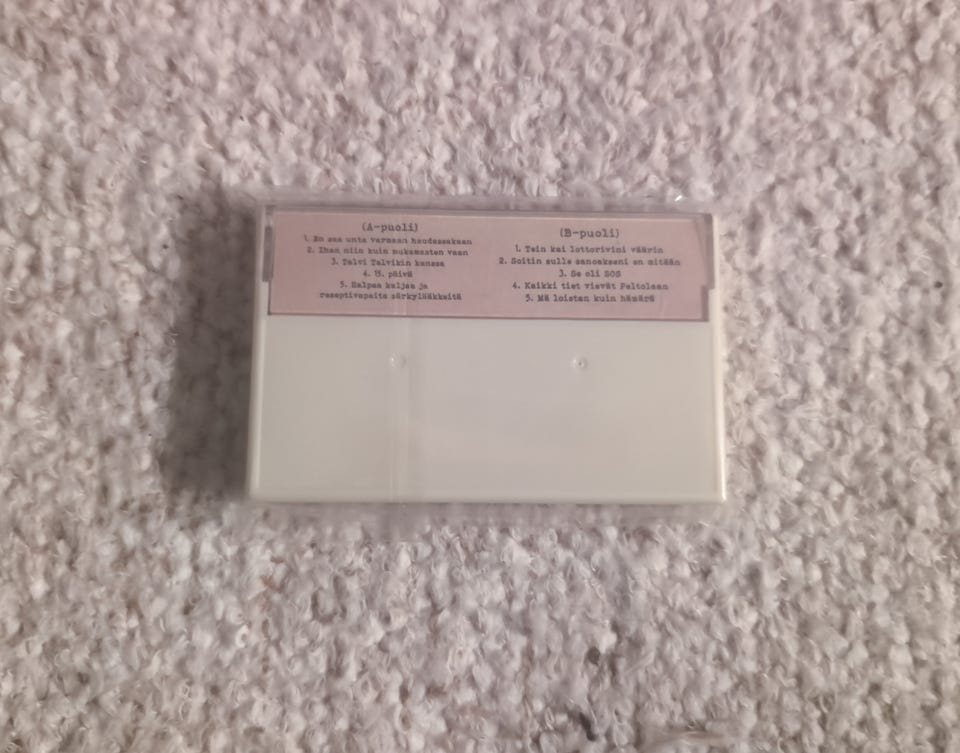 (A-puoli)
1. En saa unta varmaan haudassakaan
2. Ihan niin kuin nukamasten vaan
3. Talvi Talvikin kanssa
4. 15. päivä
5. Halpaa kaljaa ja
reseptivapaita särkylääkkeitä
(B-puoli)
1. Tein kai lottorivini väärin
2. Soitin sulle sanoakseni en mitään
3. Se oli SOS
4. Kaikki tiet vievät Peltolaan
5. Mä loistan kuin hämärä